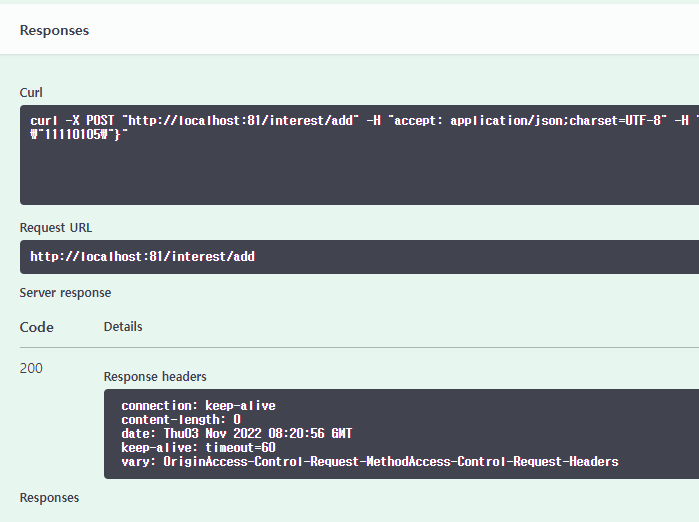 Responses
Curl
curl -X POST "http://localhost:81/interest/add" -H "accept: application/json;charset=UTF-8" -H "
₩"11110105₩"}"
Request URL
http://localhost:81/interest/add
Server response
Code Details
200
Response headers
connection: keep-alive
content-length: 0
date: Thu03 Nov 2022 08:20:56 GMT
keep-alive: timeout=60
vary: OriginAccess-Control-Request-MethodAccess-Control-Request-Headers
Responses